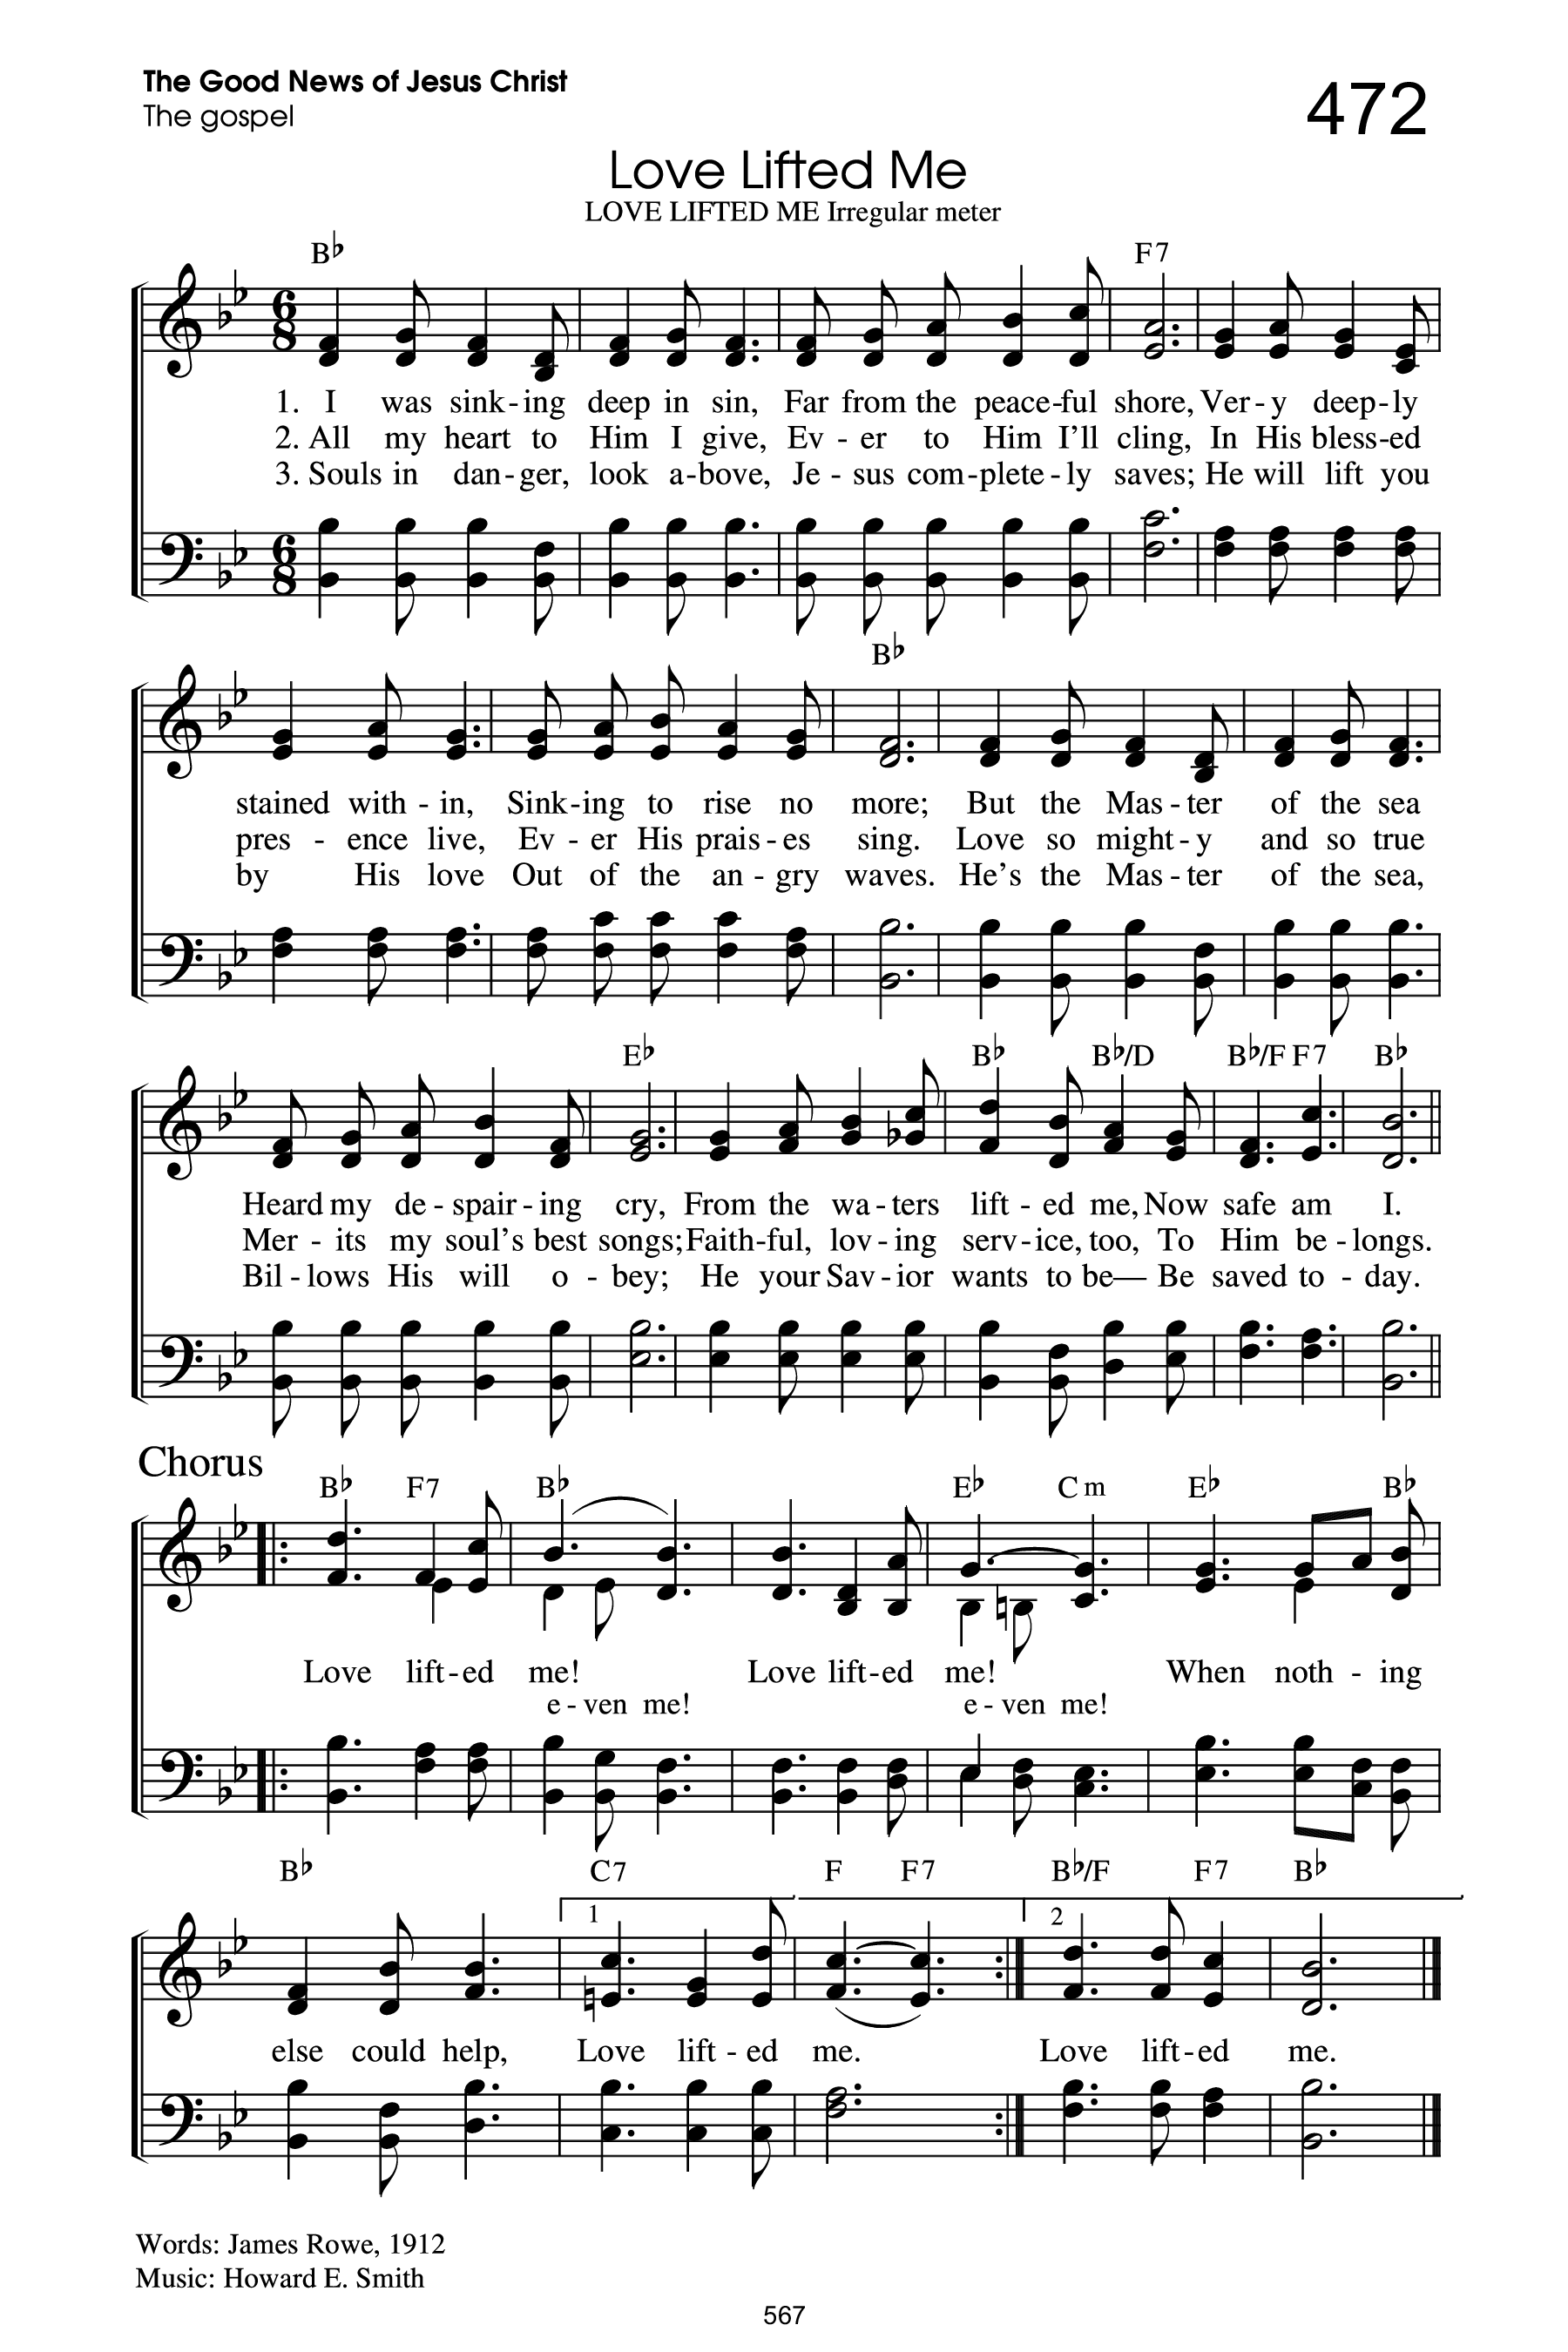 The Good News of Jesus Christ
The gospel
472
Love Lifted Me
LOVE LIFTED ME Irregular meter
B♭ F7
1. I was sink-ing deep in sin, Far from the peace-ful shore, Ver-y deep-ly
2. All my heart to Him I give, Ev-er to Him I'll cling, In His bless-ed
3. Souls in dan-ger, look a-bove, Je-sus com-plete-ly saves; He will lift you
B♭
stained with-in, Sink-ing to rise no more; But the Mas-ter of the sea
pres-ence live, Ev-er His prais-es sing. Love so might-y and so true
by His love Out of the an-gry waves. He's the Mas-ter of the sea,
E♭ B♭ B♭/D B♭/F F7 B♭
Heard my de-spair-ing cry, From the wa-ters lift-ed me, Now safe am I.
Mer-its my soul's best songs; Faith-ful, lov-ing serv-ice, too, To Him be-longs.
Bil-lows His will o-bey; He your Sav-ior wants to be— Be saved to-day.
Chorus
B♭ F7 B♭ E♭ Cm E♭ B♭
Love lift-ed me! Love lift-ed me! When noth-ing
e-ven me! e-ven me!
B♭ C7 F F7 B♭/F F7 B♭
1 2
else could help, Love lift-ed me. Love lift-ed me.
Words: James Rowe, 1912
Music: Howard E. Smith
567